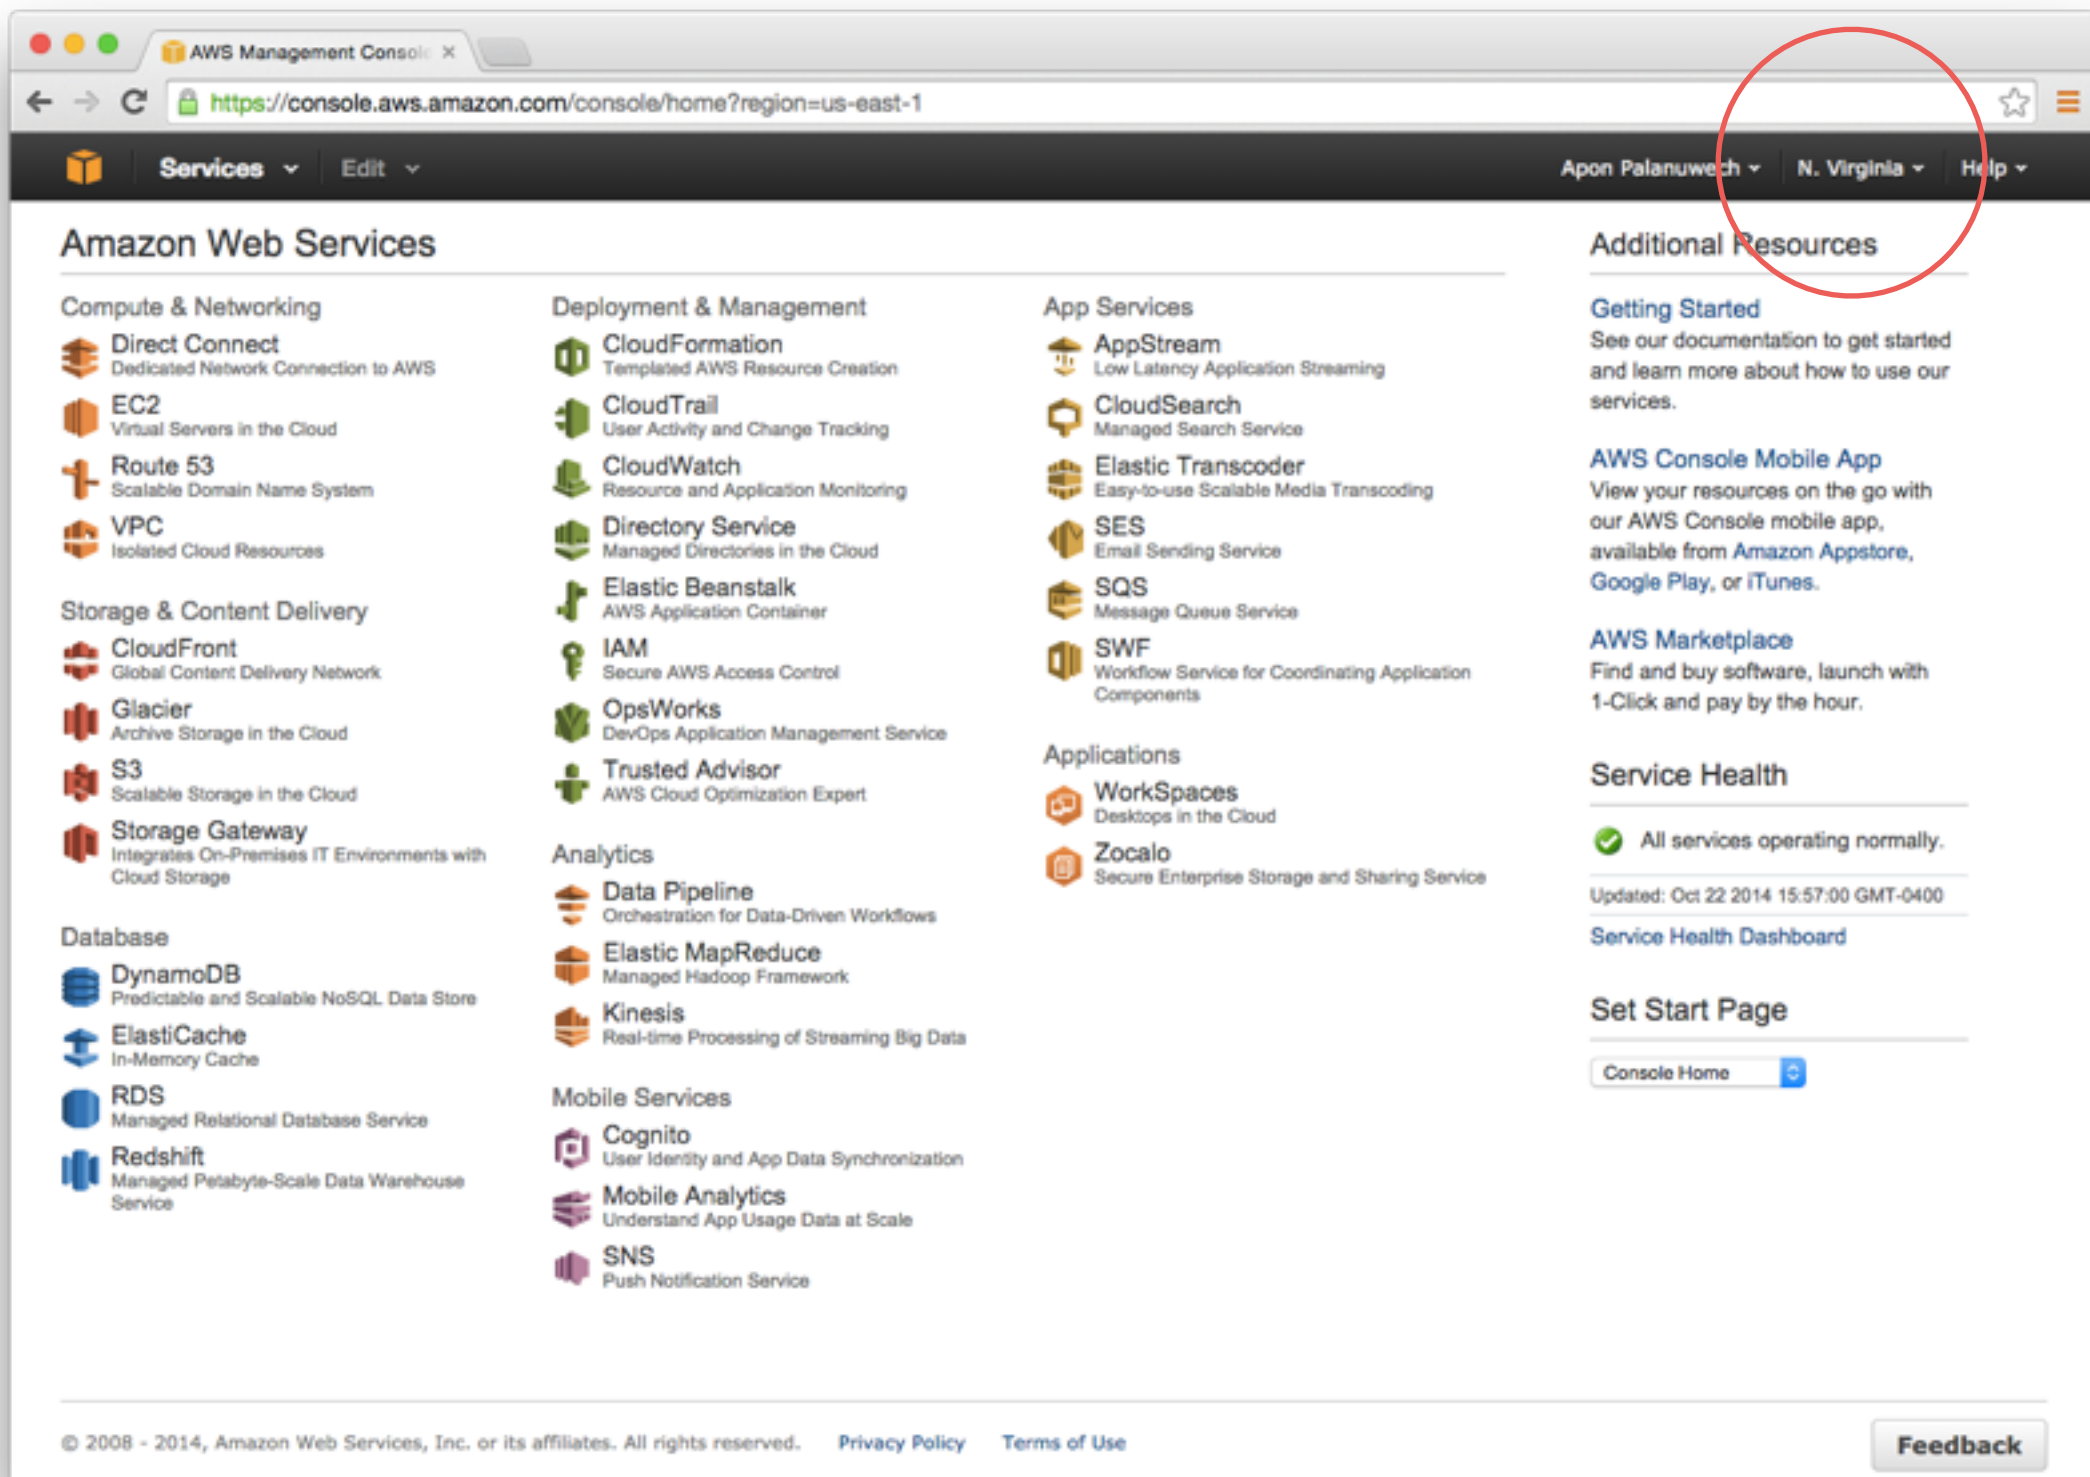 AWS Management Consol
https://console.aws.amazon.com/console/home?region=us-east-1
Services Edit Apon Palanuwech N. Virginia Help
Amazon Web Services
Compute & Networking
Direct Connect
Dedicated Network Connection to AWS
EC2
Virtual Servers in the Cloud
Route 53
Scalable Domain Name System
VPC
Isolated Cloud Resources
Storage & Content Delivery
CloudFront
Global Content Delivery Network
Glacier
Archive Storage in the Cloud
S3
Scalable Storage in the Cloud
Storage Gateway
Integrates On-Premises IT Environments with
Cloud Storage
Database
DynamoDB
Predictable and Scalable NoSQL Data Store
ElastiCache
In-Memory Cache
RDS
Managed Relational Database Service
Redshift
Managed Petabyte-Scale Data Warehouse
Service
Deployment & Management
CloudFormation
Templated AWS Resource Creation
CloudTrail
User Activity and Change Tracking
CloudWatch
Resource and Application Monitoring
Directory Service
Managed Directories in the Cloud
Elastic Beanstalk
AWS Application Container
IAM
Secure AWS Access Control
OpsWorks
DevOps Application Management Service
Trusted Advisor
AWS Cloud Optimization Expert
Analytics
Data Pipeline
Orchestration for Data-Driven Workflows
Elastic MapReduce
Managed Hadoop Framework
Kinesis
Real-time Processing of Streaming Big Data
Mobile Services
Cognito
User Identity and App Data Synchronization
Mobile Analytics
Understand App Usage Data at Scale
SNS
Push Notification Service
App Services
AppStream
Low Latency Application Streaming
CloudSearch
Managed Search Service
Elastic Transcoder
Easy-to-use Scalable Media Transcoding
SES
Email Sending Service
SQS
Message Queue Service
SWF
Workflow Service for Coordinating Application
Components
Applications
WorkSpaces
Desktops in the Cloud
Zocalo
Secure Enterprise Storage and Sharing Service
Additional Resources
Getting Started
See our documentation to get started
and learn more about how to use our
services.
AWS Console Mobile App
View your resources on the go with
our AWS Console mobile app,
available from Amazon Appstore,
Google Play, or iTunes.
AWS Marketplace
Find and buy software, launch with
1-Click and pay by the hour.
Service Health
All services operating normally.
Updated: Oct 22 2014 15:57:00 GMT-0400
Service Health Dashboard
Set Start Page
Console Home
© 2008 - 2014, Amazon Web Services, Inc. or its affiliates. All rights reserved. Privacy Policy Terms of Use
Feedback